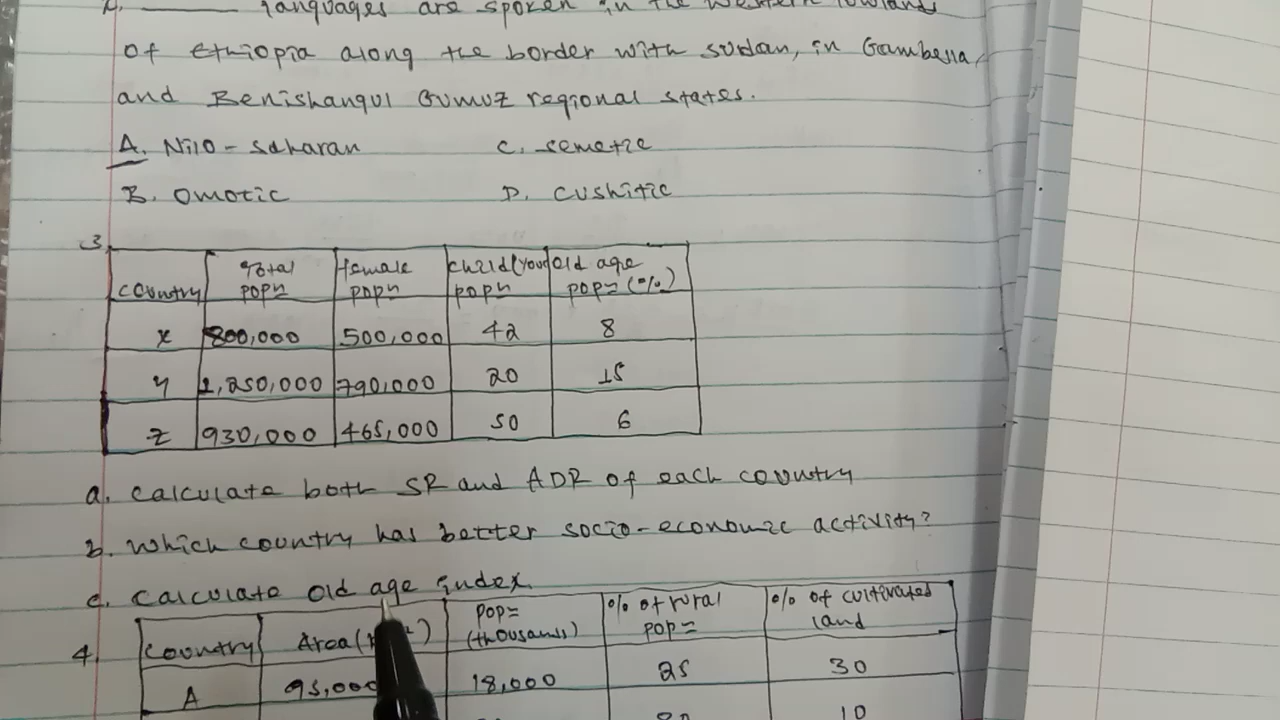 languages are spoken in the western lowland
of Ethiopia along the border with sudan, in Gambella,
and Benishangul Gumuz regional states.
A. Nilo-saharan C. semetic
B. Omotic D. Cushitic
3.
Country Total popn female popn child(young old age popn (%)
popn
X 800,000 500,000 42 8
Y 1,250,000 790,000 20 15
Z 930,000 465,000 50 6
a. Calculate both SR and ADR of each country
b. Which country has better socio-economic activity?
c. Calculate old age index.
4.
Country Area ( popn (thousands) % of rural popn % of cultivated land
A 95,000 18,000 25 30
10